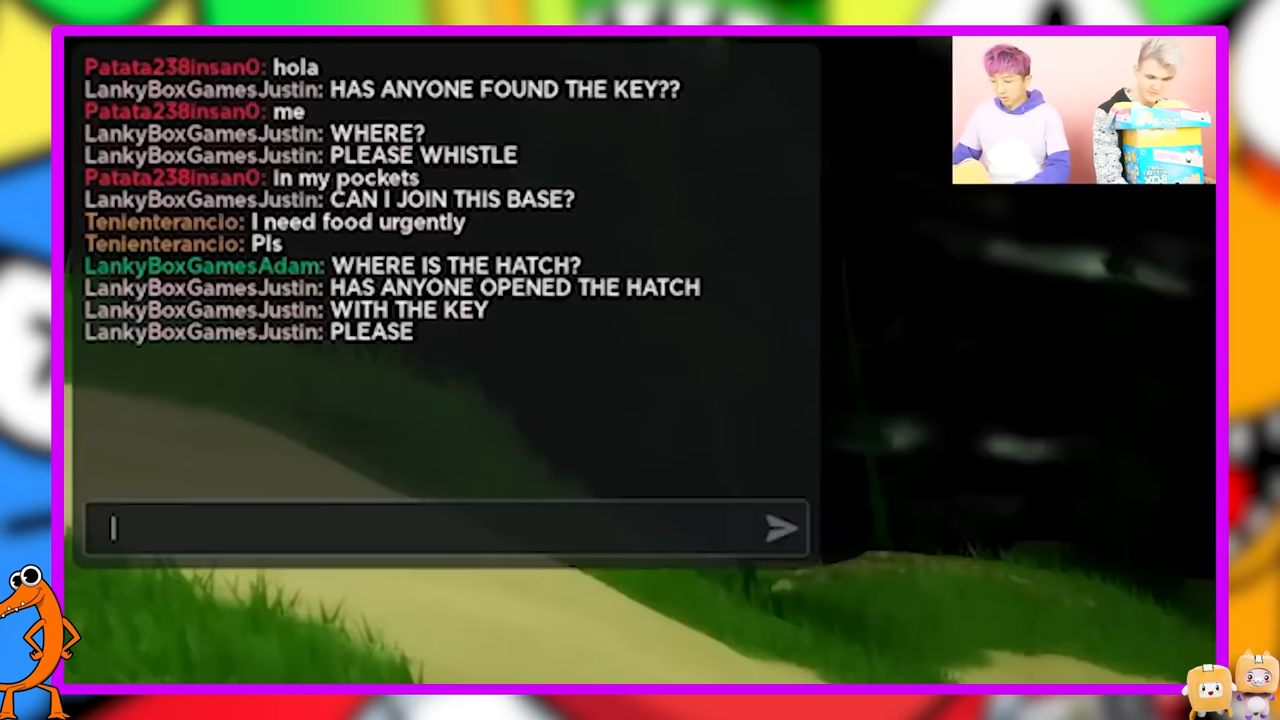 Patata238insan0: hola
LankyBoxGamesJustin: HAS ANYONE FOUND THE KEY??
Patata238insan0: me
LankyBoxGamesJustin: WHERE?
LankyBoxGamesJustin: PLEASE WHISTLE
Patata238insan0: In my pockets
LankyBoxGamesJustin: CAN I JOIN THIS BASE?
Tenienterancio: I need food urgently
Tenienterancio: Pls
LankyBoxGamesAdam: WHERE IS THE HATCH?
LankyBoxGamesJustin: HAS ANYONE OPENED THE HATCH
LankyBoxGamesJustin: WITH THE KEY
LankyBoxGamesJustin: PLEASE